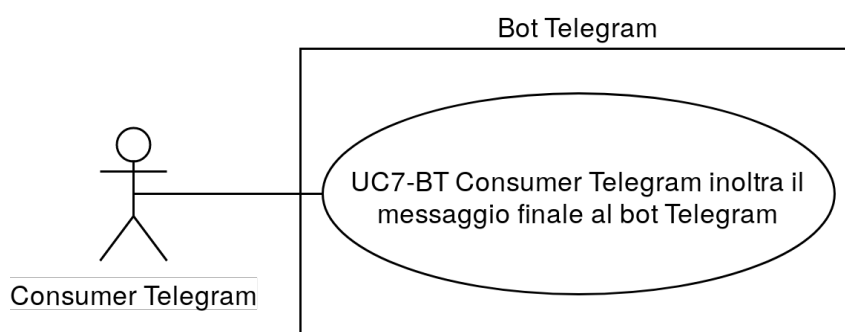 Bot Telegram
UC7-BT Consumer Telegram inoltra il
messaggio finale al bot Telegram
Consumer Telegram